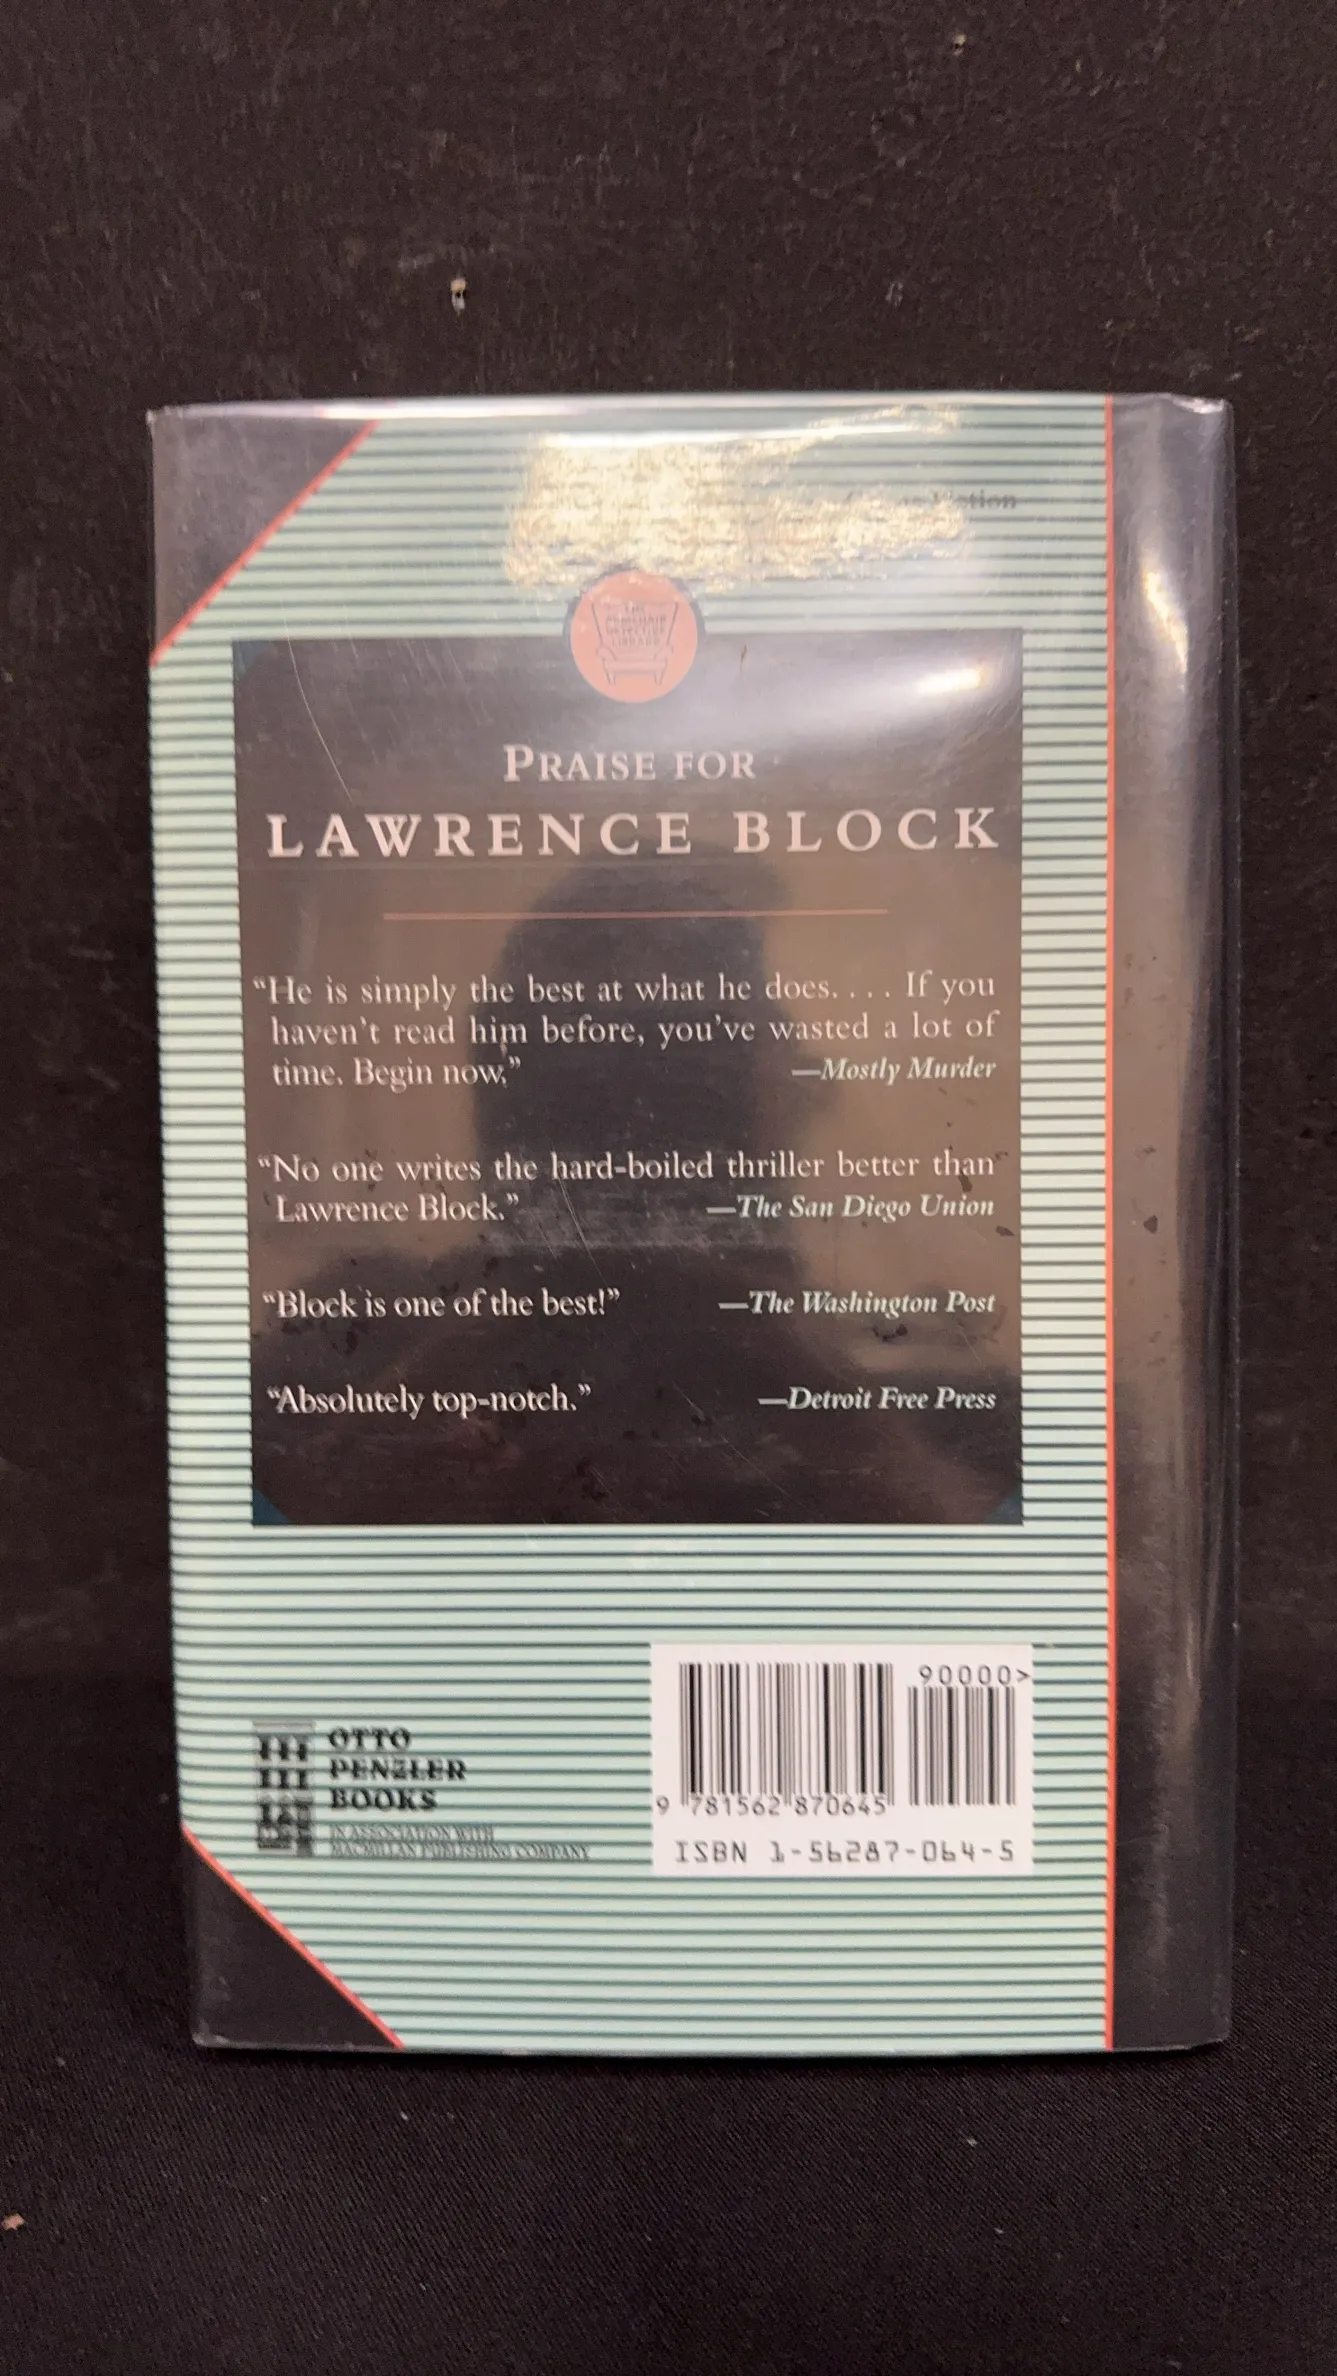 THE
ARMCHAIR
DETECTIVE
LIBRARY
PRAISE FOR
LAWRENCE BLOCK
“He is simply the best at what he does. . . . If you
haven’t read him before, you’ve wasted a lot of
time. Begin now.” —Mostly Murder
“No one writes the hard-boiled thriller better than
Lawrence Block.” —The San Diego Union
“Block is one of the best!” —The Washington Post
“Absolutely top-notch.” —Detroit Free Press
90000>
OTTO
PENZLER
BOOKS
IN ASSOCIATION WITH
MACMILLAN PUBLISHING COMPANY
9 781562 870645
ISBN 1-56287-064-5